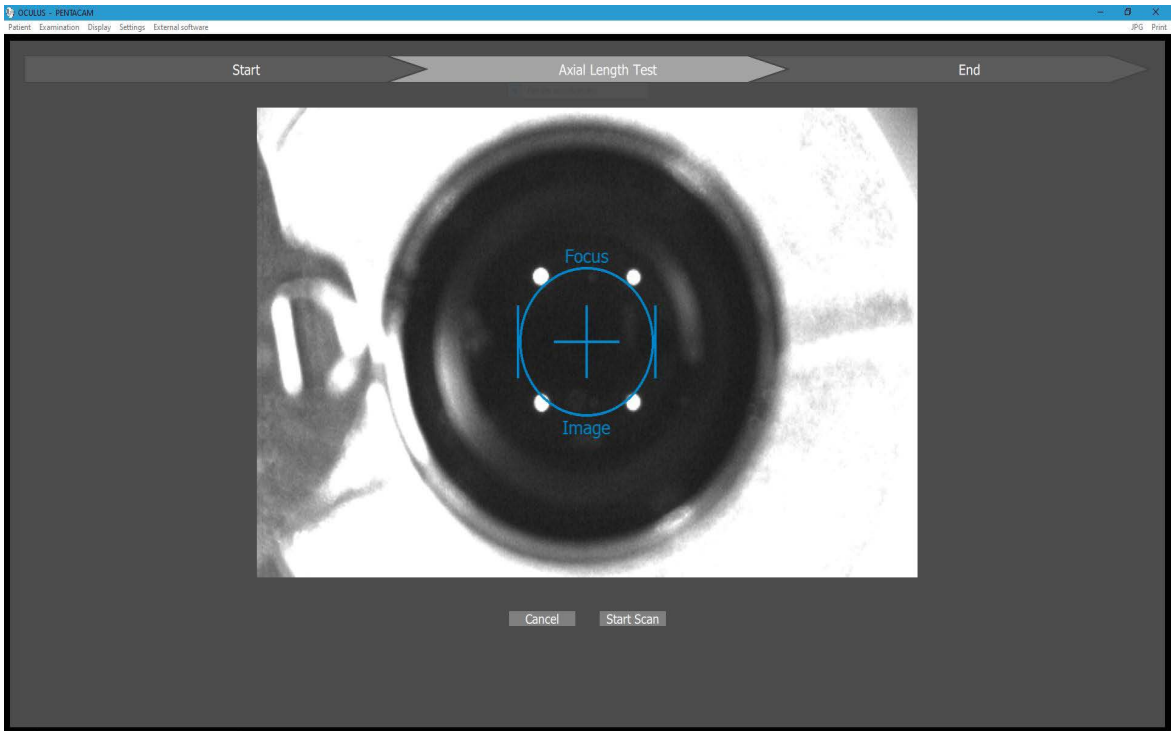 OCULUS - PENTACAM
Patient Examination Display Settings External software JPG Print
Start Axial Length Test End
Focus
Image
Cancel Start Scan